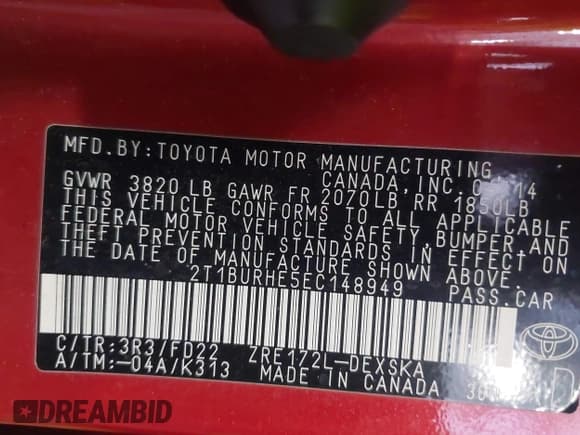 MFD.BY:TOYOTA MOTOR MANUFACTURING
CANADA, INC. 14
GVWR 3820 LB GAWR FR 2070LB RR 1850LB
THIS VEHICLE CONFORMS TO ALL APPLICABLE
FEDERAL MOTOR VEHICLE SAFETY,BUMPER AND
THEFT PREVENTION STANDARDS IN EFFECT ON
THE DATE OF MANUFACTURE SHOWN ABOVE.
2T1BURHE5EC148949 PASS.CAR
C/TR:3R3/FD22 ZRE172L-DEXSKA
A/TM:-04A/K313 MADE IN CANADA
DREAMBID